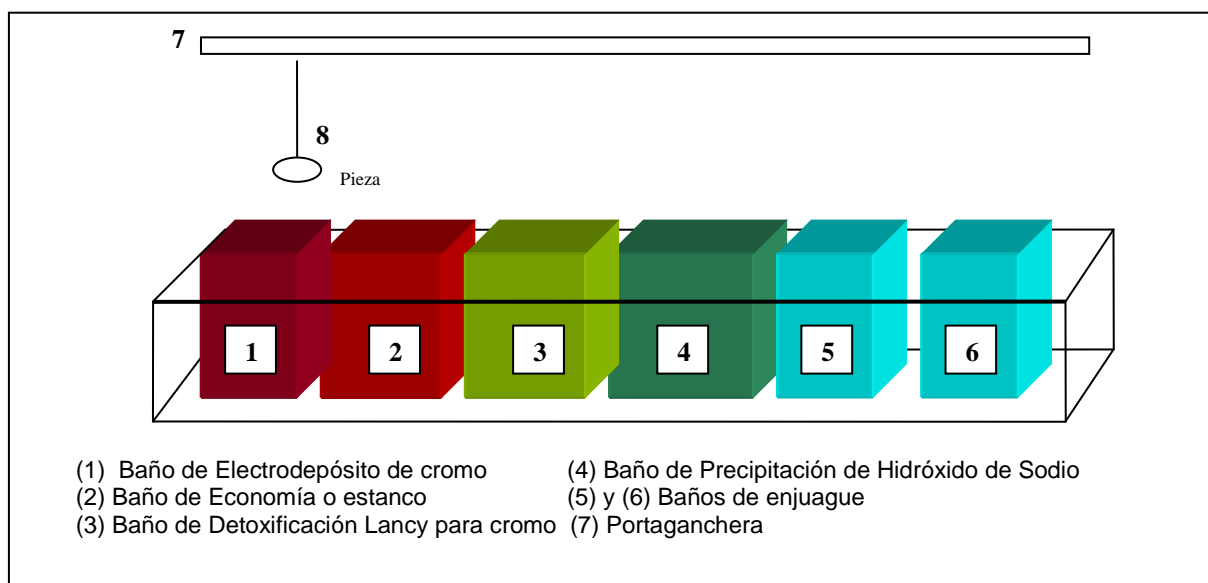 7
8
Pieza
1 2 3 4 5 6
(1) Baño de Electrodepósito de cromo (4) Baño de Precipitación de Hidróxido de Sodio
(2) Baño de Economía o estanco (5) y (6) Baños de enjuague
(3) Baño de Detoxificación Lancy para cromo (7) Portaganchera